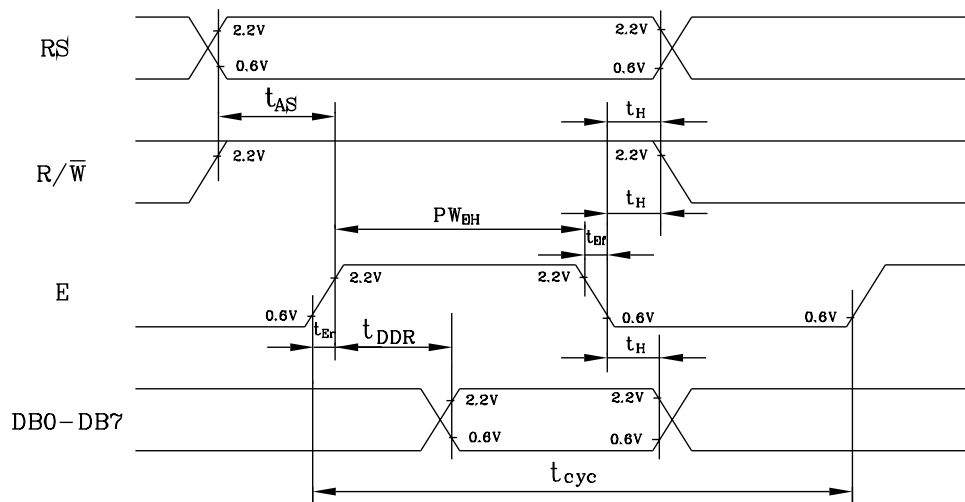 RS
2.2V
2.2V
0.6V
0.6V
tAS
tH
R/W̅
2.2V
2.2V
tH
PWEH
tEf
E
2.2V
2.2V
0.6V
0.6V
0.6V
tEr
tDDR
tH
DB0-DB7
2.2V
2.2V
0.6V
0.6V
tcyc